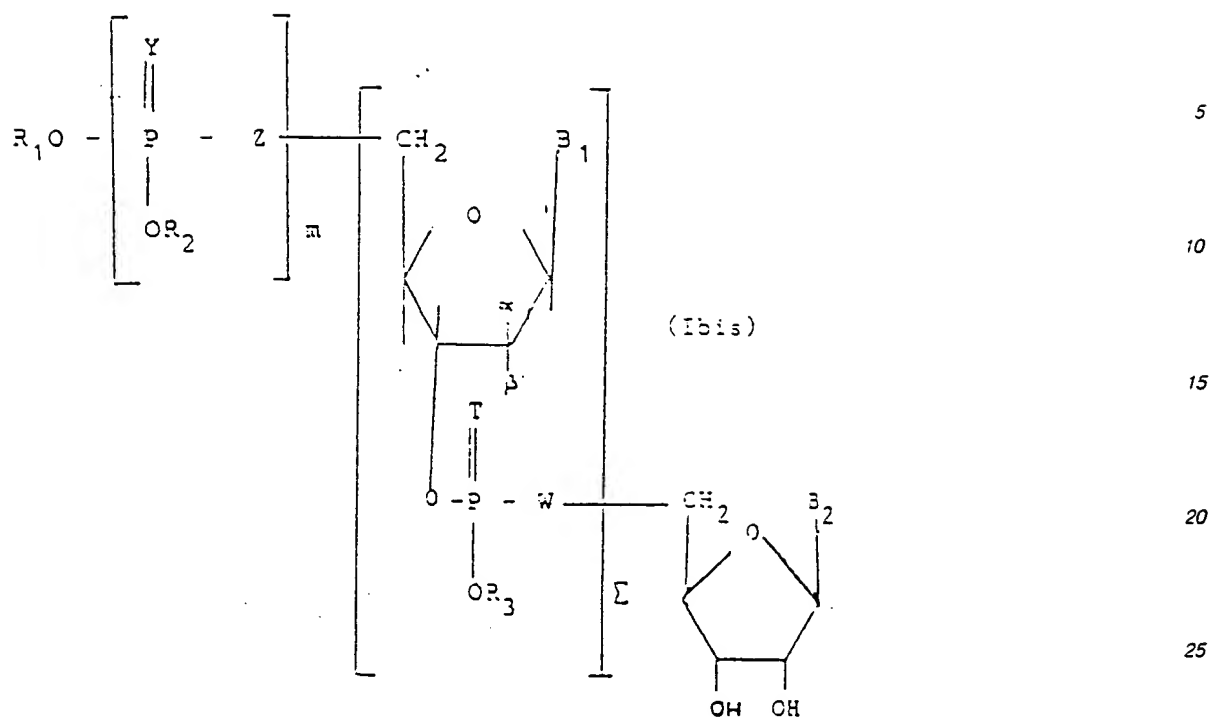 Y
5
R₁O - P - Z CH₂ B₁
O
OR₂ m
10
α
(Ibis)
β
15
T
O - P - W CH₂ B₂
20
O
OR₃ Σ
25
OH OH